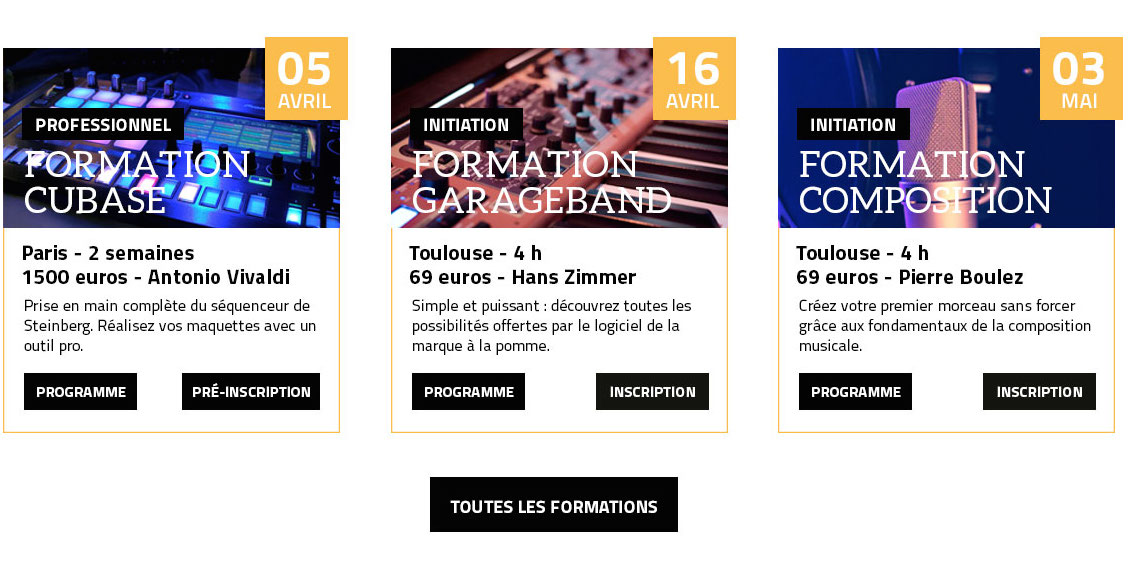 05
AVRIL
PROFESSIONNEL
FORMATION
CUBASE
Paris - 2 semaines
1500 euros - Antonio Vivaldi
Prise en main complète du séquenceur de
Steinberg. Réalisez vos maquettes avec un
outil pro.
PROGRAMME
PRÉ-INSCRIPTION
16
AVRIL
INITIATION
FORMATION
GARAGEBAND
Toulouse - 4 h
69 euros - Hans Zimmer
Simple et puissant : découvrez toutes les
possibilités offertes par le logiciel de la
marque à la pomme.
PROGRAMME
INSCRIPTION
03
MAI
INITIATION
FORMATION
COMPOSITION
Toulouse - 4 h
69 euros - Pierre Boulez
Créez votre premier morceau sans forcer
grâce aux fondamentaux de la composition
musicale.
PROGRAMME
INSCRIPTION
TOUTES LES FORMATIONS